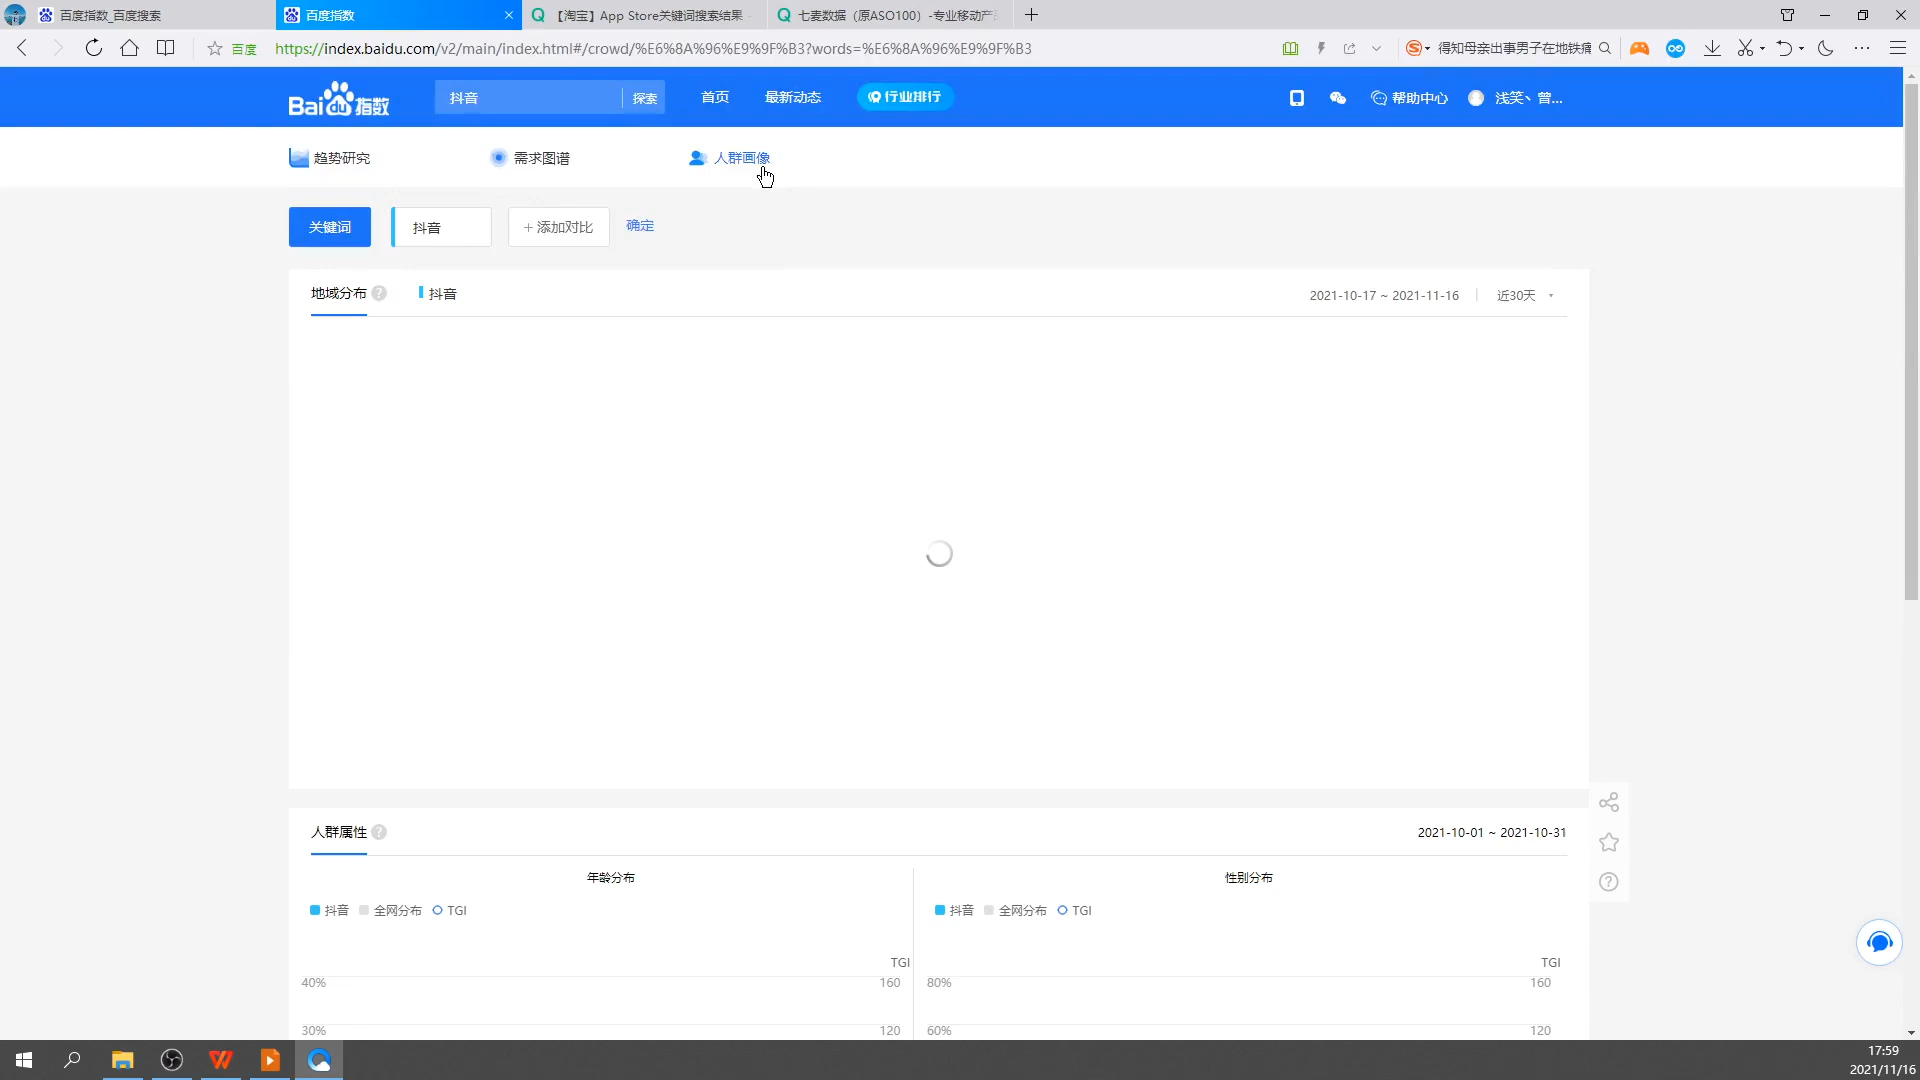 百度指数_百度搜索
百度指数
【淘宝】App Store关键词搜索结果
七麦数据（原ASO100）-专业移动产
百度
https://index.baidu.com/v2/main/index.html#/crowd/%E6%8A%96%E9%9F%B3?words=%E6%8A%96%E9%9F%B3
得知母亲出事男子在地铁痛
Bai du 指数
抖音
探索
首页
最新动态
行业排行
帮助中心
浅笑丶曾...
趋势研究
需求图谱
人群画像
关键词
抖音
+ 添加对比
确定
地域分布
抖音
2021-10-17 ~ 2021-11-16
近30天
人群属性
2021-10-01 ~ 2021-10-31
年龄分布
抖音 全网分布 TGI
TGI
40% 160
30% 120
性别分布
抖音 全网分布 TGI
TGI
80% 160
60% 120
17:59
2021/11/16